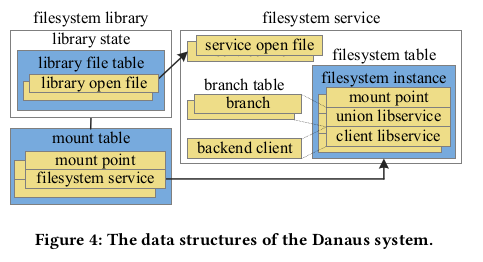 filesystem library
library state
library file table
library open file
mount table
mount point
filesystem service
filesystem service
service open file
filesystem table
branch table
branch
backend client
filesystem instance
mount point
union libservice
client libservice
Figure 4: The data structures of the Danaus system.